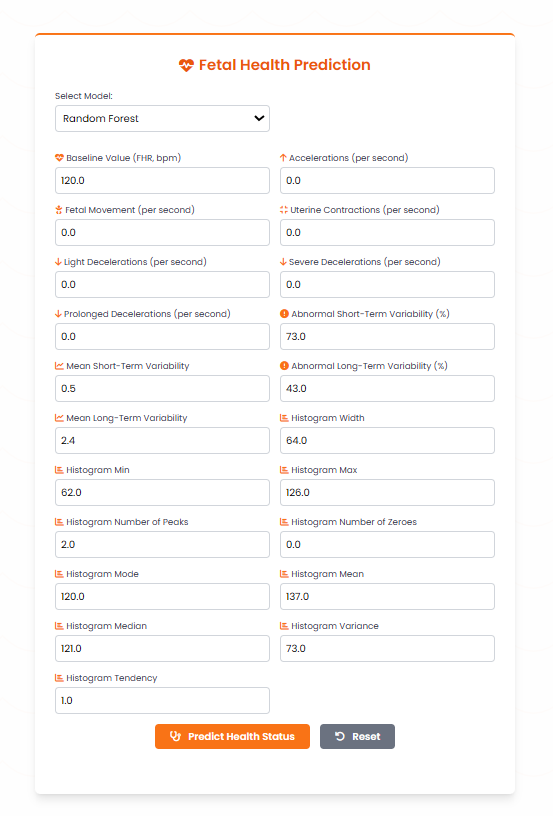 Fetal Health Prediction
Select Model:
Random Forest
Baseline Value (FHR, bpm)
Accelerations (per second)
120.0
0.0
Fetal Movement (per second)
Uterine Contractions (per second)
0.0
0.0
Light Decelerations (per second)
Severe Decelerations (per second)
0.0
0.0
Prolonged Decelerations (per second)
Abnormal Short-Term Variability (%)
0.0
73.0
Mean Short-Term Variability
Abnormal Long-Term Variability (%)
0.5
43.0
Mean Long-Term Variability
Histogram Width
2.4
64.0
Histogram Min
Histogram Max
62.0
126.0
Histogram Number of Peaks
Histogram Number of Zeroes
2.0
0.0
Histogram Mode
Histogram Mean
120.0
137.0
Histogram Median
Histogram Variance
121.0
73.0
Histogram Tendency
1.0
Predict Health Status
Reset